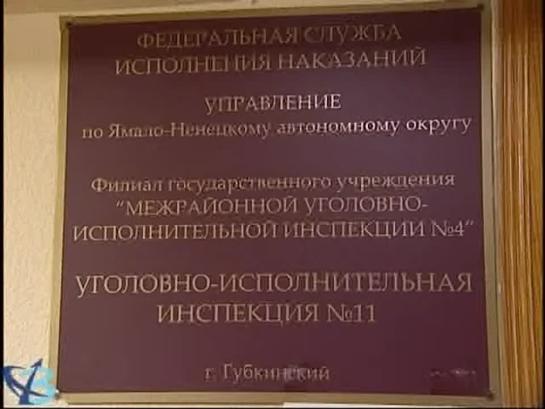 ФЕДЕРАЛЬНАЯ СЛУЖБА
ИСПОЛНЕНИЯ НАКАЗАНИЙ
УПРАВЛЕНИЕ
по Ямало-Ненецкому автономному округу
Филиал государственного учреждения
"МЕЖРАЙОННОЙ УГОЛОВНО-
ИСПОЛНИТЕЛЬНОЙ ИНСПЕКЦИИ №4"
УГОЛОВНО-ИСПОЛНИТЕЛЬНАЯ
ИНСПЕКЦИЯ №11
г. Губкинский